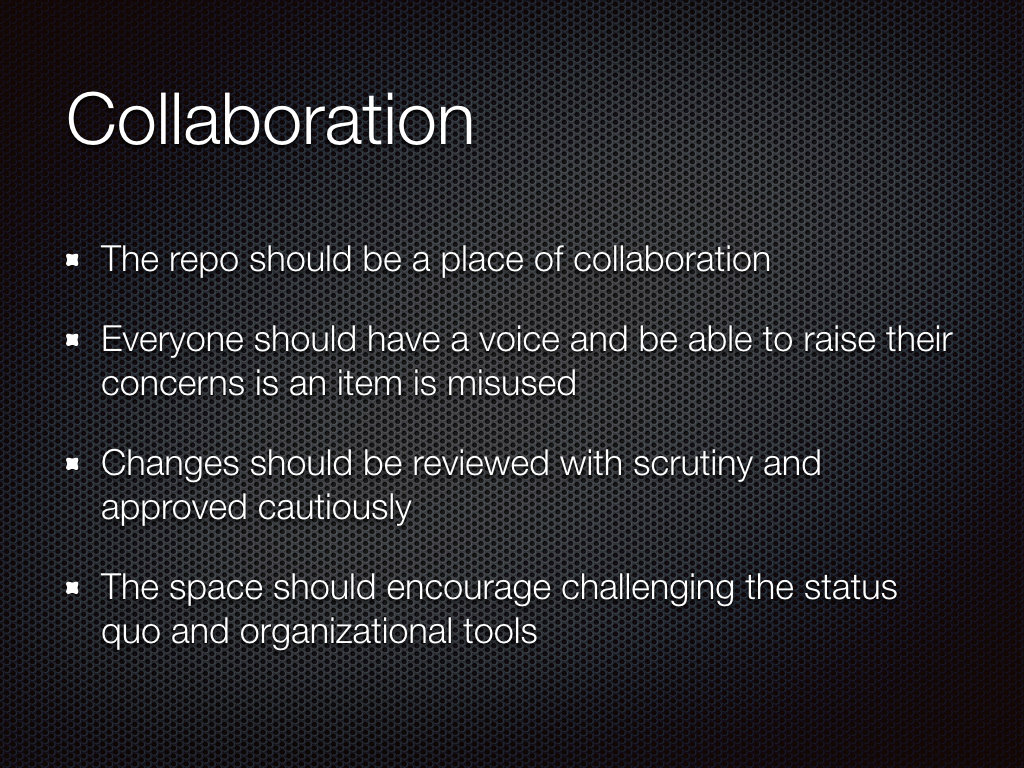 Collaboration
The repo should be a place of collaboration
Everyone should have a voice and be able to raise their
concerns is an item is misused
Changes should be reviewed with scrutiny and
approved cautiously
The space should encourage challenging the status
quo and organizational tools